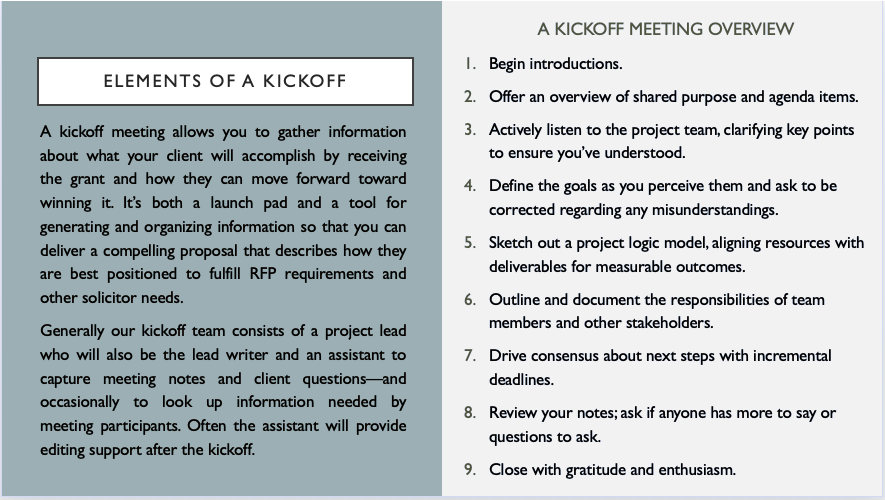 ELEMENTS OF A KICKOFF
A kickoff meeting allows you to gather information
about what your client will accomplish by receiving
the grant and how they can move forward toward
winning it. It’s both a launch pad and a tool for
generating and organizing information so that you can
deliver a compelling proposal that describes how they
are best positioned to fulfill RFP requirements and
other solicitor needs.
Generally our kickoff team consists of a project lead
who will also be the lead writer and an assistant to
capture meeting notes and client questions—and
occasionally to look up information needed by
meeting participants. Often the assistant will provide
editing support after the kickoff.
A KICKOFF MEETING OVERVIEW
1. Begin introductions.
2. Offer an overview of shared purpose and agenda items.
3. Actively listen to the project team, clarifying key points
to ensure you’ve understood.
4. Define the goals as you perceive them and ask to be
corrected regarding any misunderstandings.
5. Sketch out a project logic model, aligning resources with
deliverables for measurable outcomes.
6. Outline and document the responsibilities of team
members and other stakeholders.
7. Drive consensus about next steps with incremental
deadlines.
8. Review your notes; ask if anyone has more to say or
questions to ask.
9. Close with gratitude and enthusiasm.